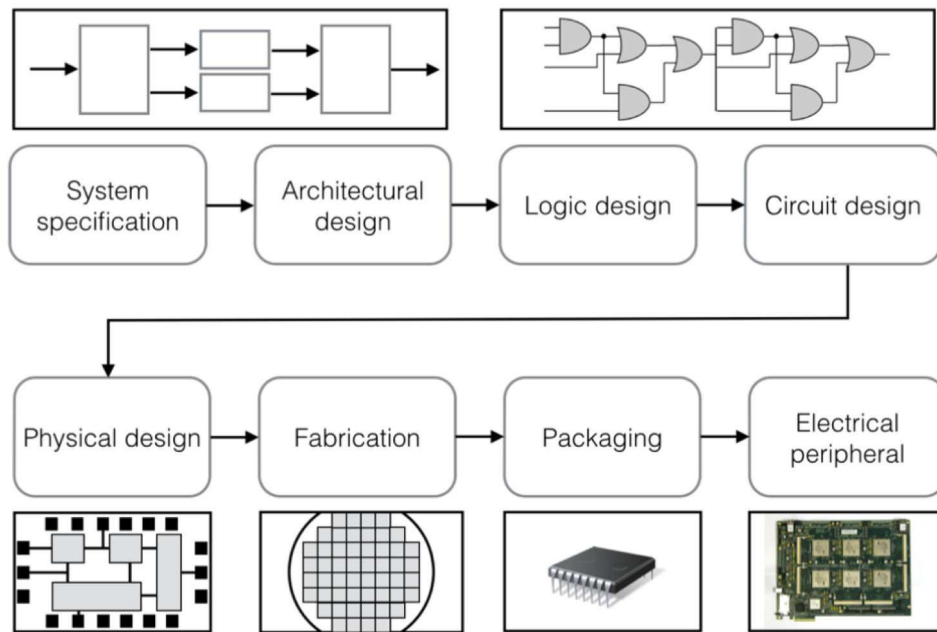 System
specification
Architectural
design
Logic design
Circuit design
Physical design
Fabrication
Packaging
Electrical
peripheral